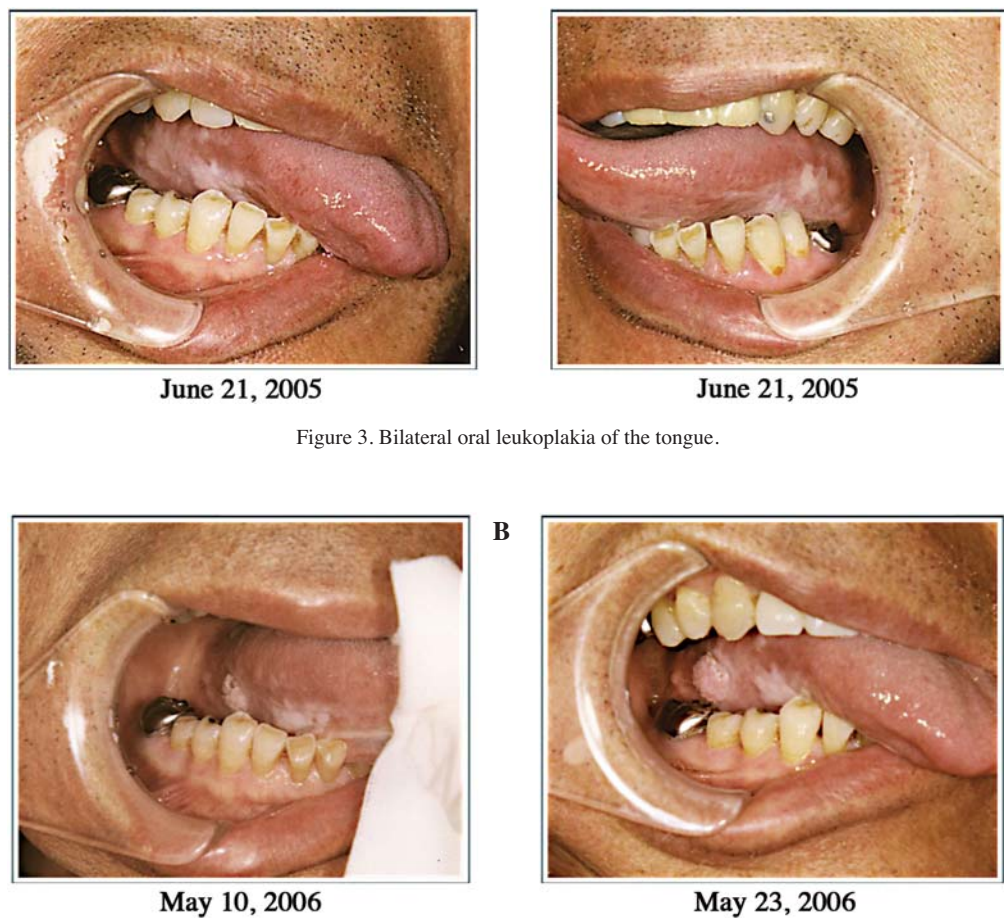 June 21, 2005
June 21, 2005
Figure 3. Bilateral oral leukoplakia of the tongue.
B
May 10, 2006
May 23, 2006